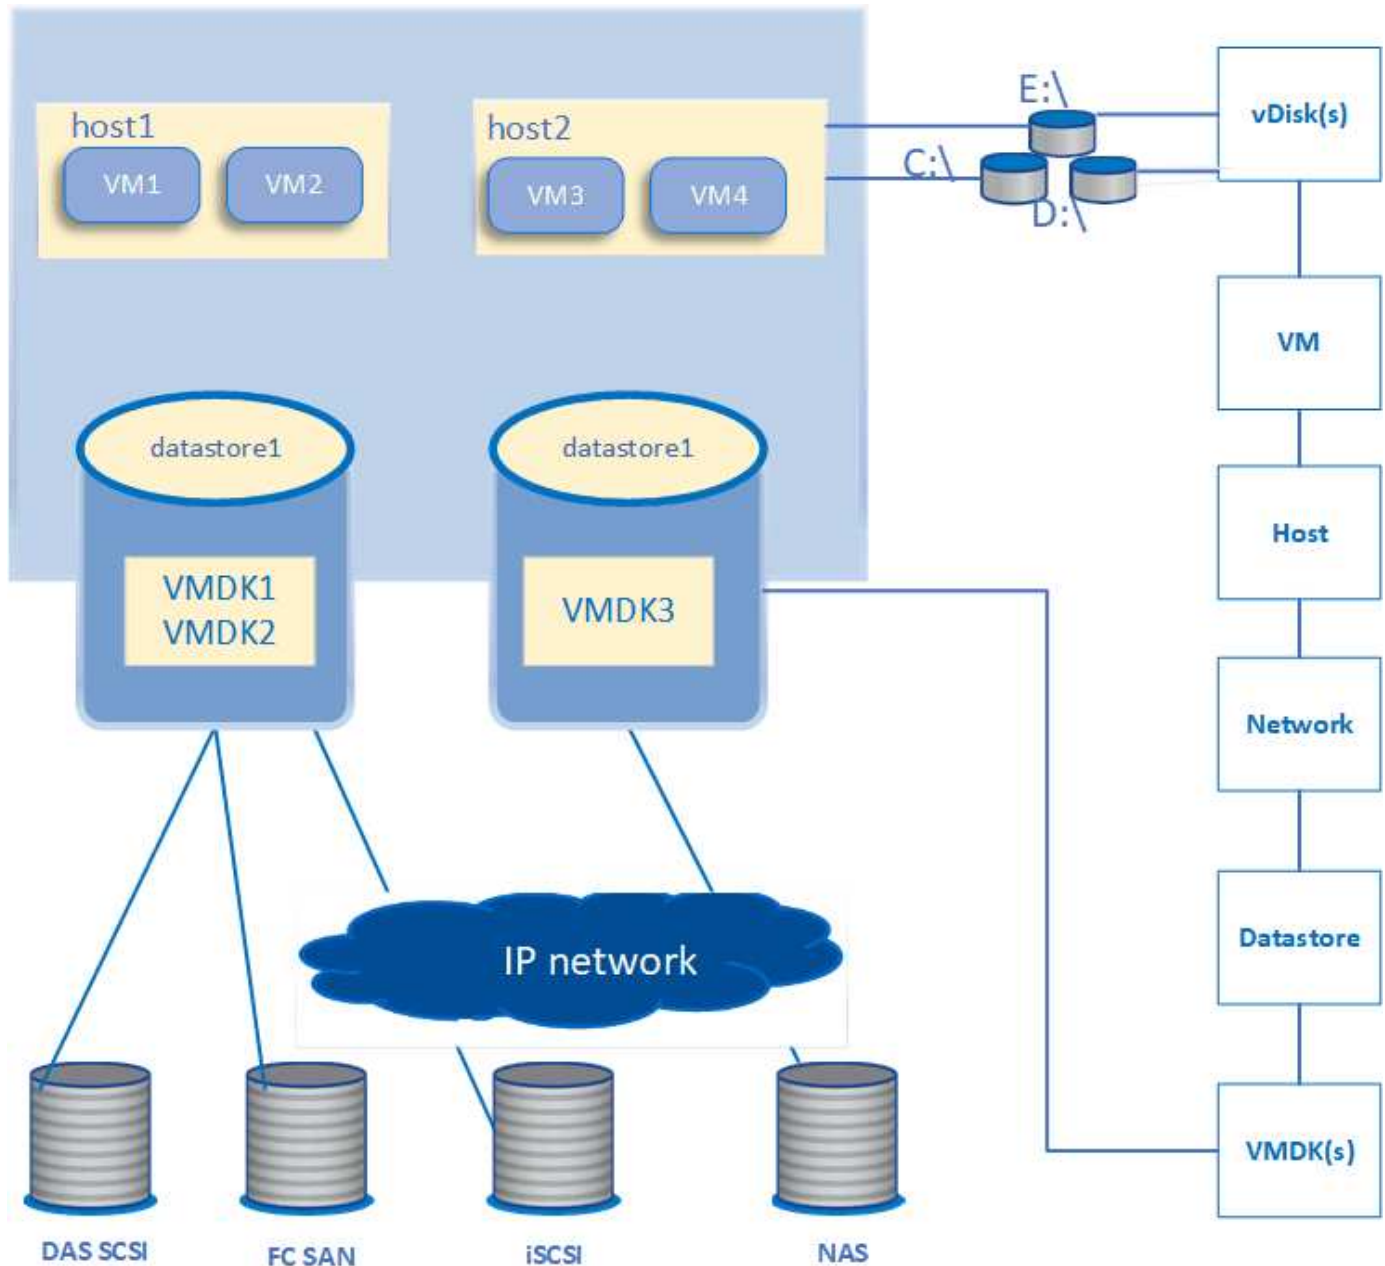 host1
VM1
VM2
host2
VM3
VM4
E:\
C:\
D:\
vDisk(s)
VM
Host
Network
Datastore
VMDK(s)
datastore1
VMDK1
VMDK2
datastore1
VMDK3
IP network
DAS SCSI
FC SAN
iSCSI
NAS